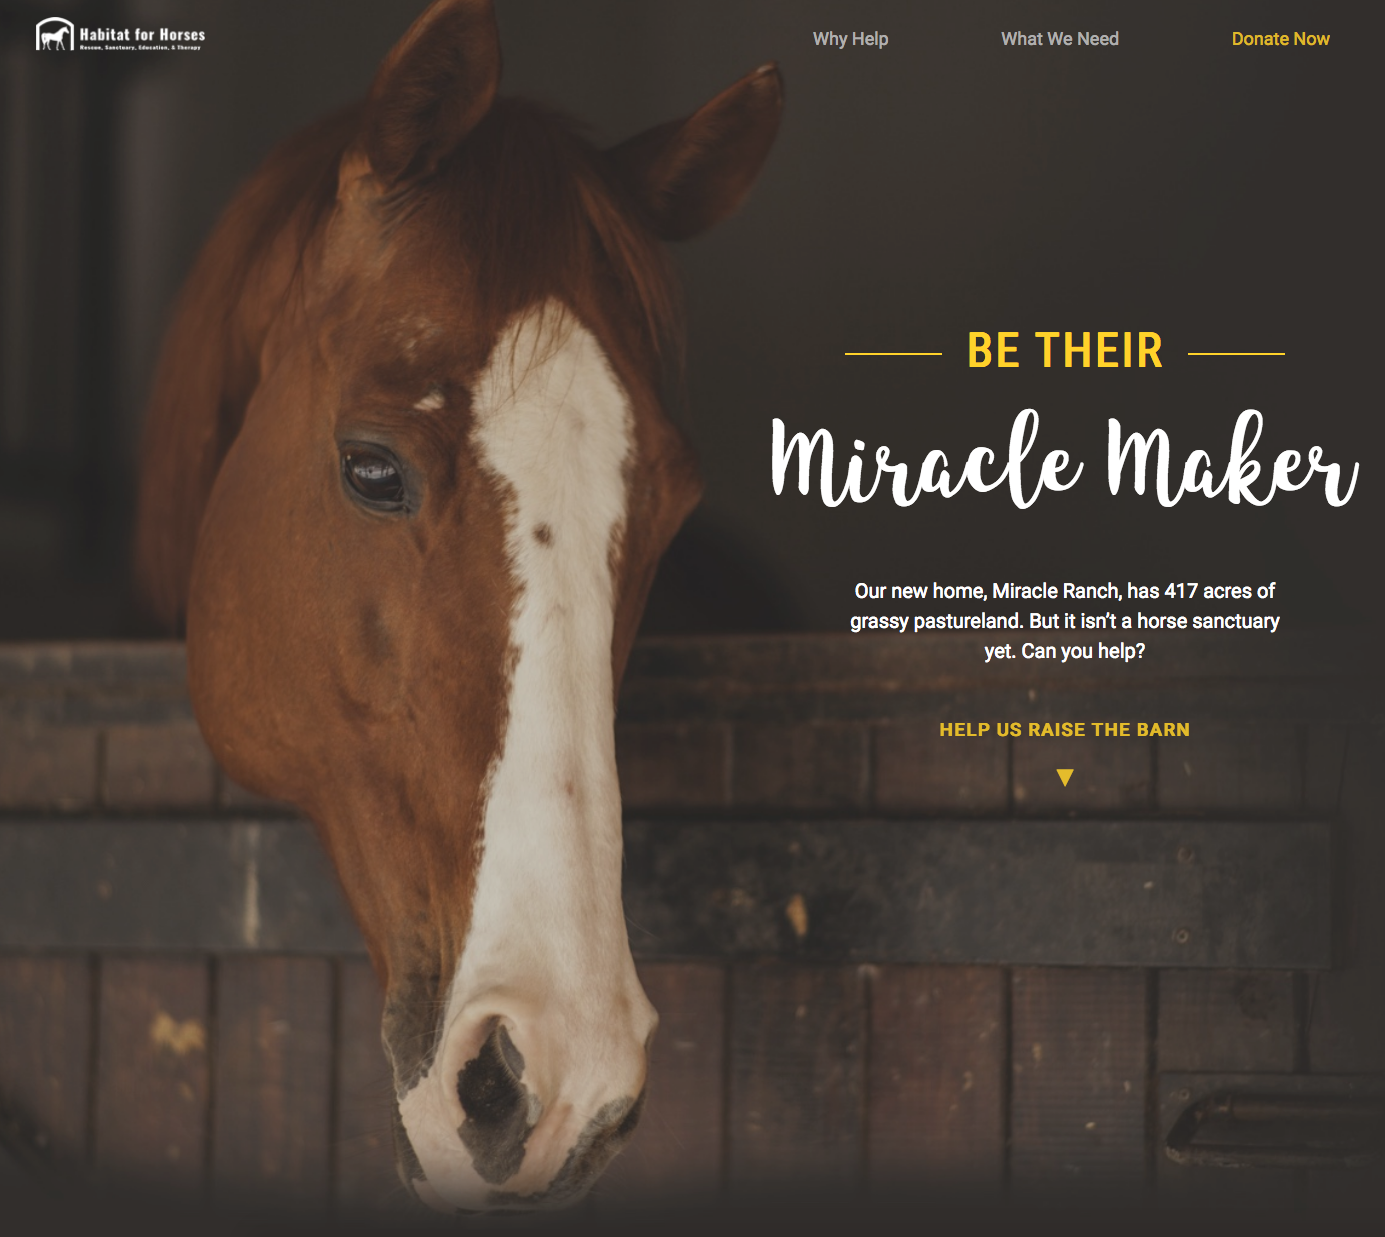 Habitat for Horses
Rescue, Sanctuary, Education, & Therapy
Why Help
What We Need
Donate Now
BE THEIR
Miracle Maker
Our new home, Miracle Ranch, has 417 acres of
grassy pastureland. But it isn't a horse sanctuary
yet. Can you help?
HELP US RAISE THE BARN